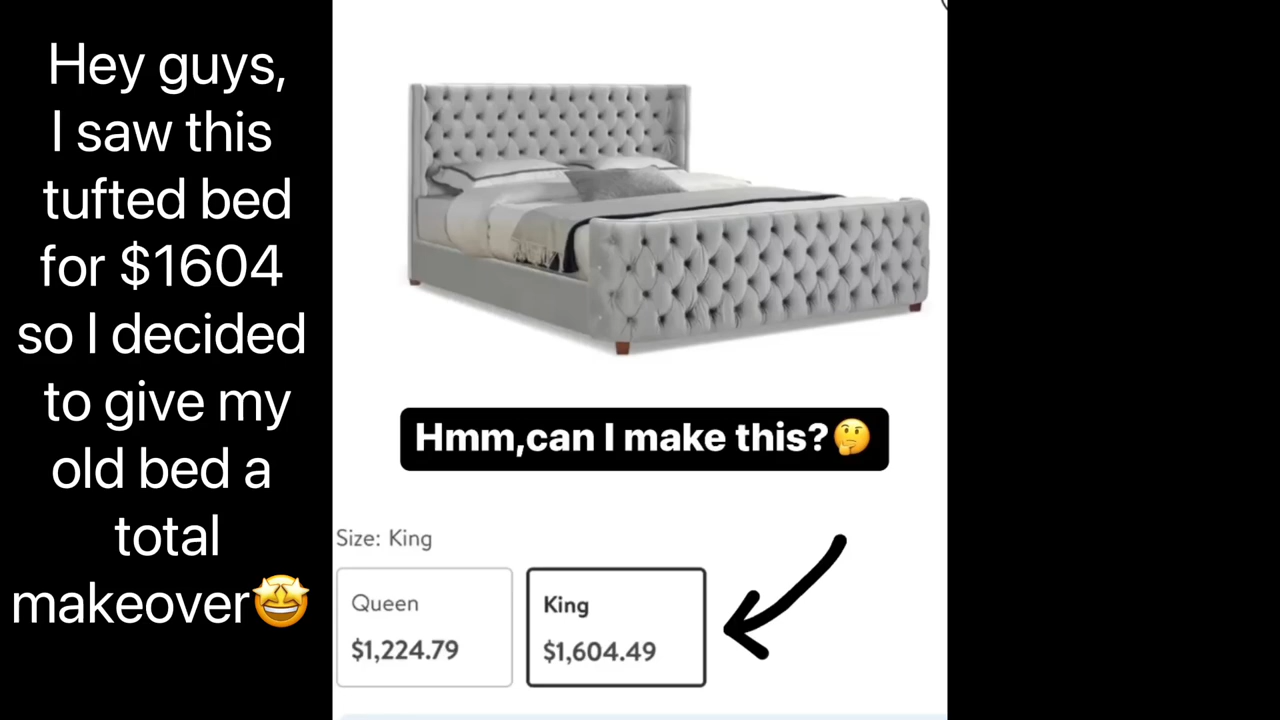 Hey guys,
I saw this
tufted bed
for $1604
so I decided
to give my
old bed a
total
makeover🤩
Hmm,can I make this?🤔
Size: King
Queen
$1,224.79
King
$1,604.49